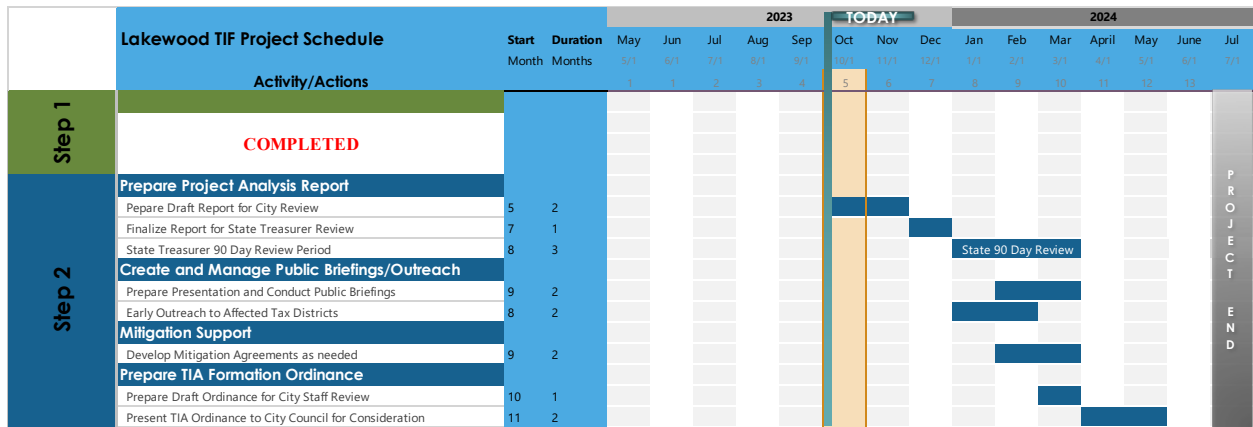 2023 TODAY 2024
Lakewood TIF Project Schedule Start Duration May Jun Jul Aug Sep Oct Nov Dec Jan Feb Mar April May June Jul
Month Months 5/1 6/1 7/1 8/1 9/1 10/1 11/1 12/1 1/1 2/1 3/1 4/1 5/1 6/1 7/1
Activity/Actions 1 1 2 3 4 5 7 8 9 10 11 12 13
Step 1
COMPLETED
Step 2
Prepare Project Analysis Report
Pepare Draft Report for City Review 5 2
Finalize Report for State Treasurer Review 7 1
State Treasurer 90 Day Review Period 8 3 State 90 Day Review
Create and Manage Public Briefings/Outreach
Prepare Presentation and Conduct Public Briefings 9 2
Early Outreach to Affected Tax Districts 8 2
Mitigation Support
Develop Mitigation Agreements as needed 9 2
Prepare TIA Formation Ordinance
Prepare Draft Ordinance for City Staff Review 10 1
Present TIA Ordinance to City Council for Consideration 11 2
PROJECT END